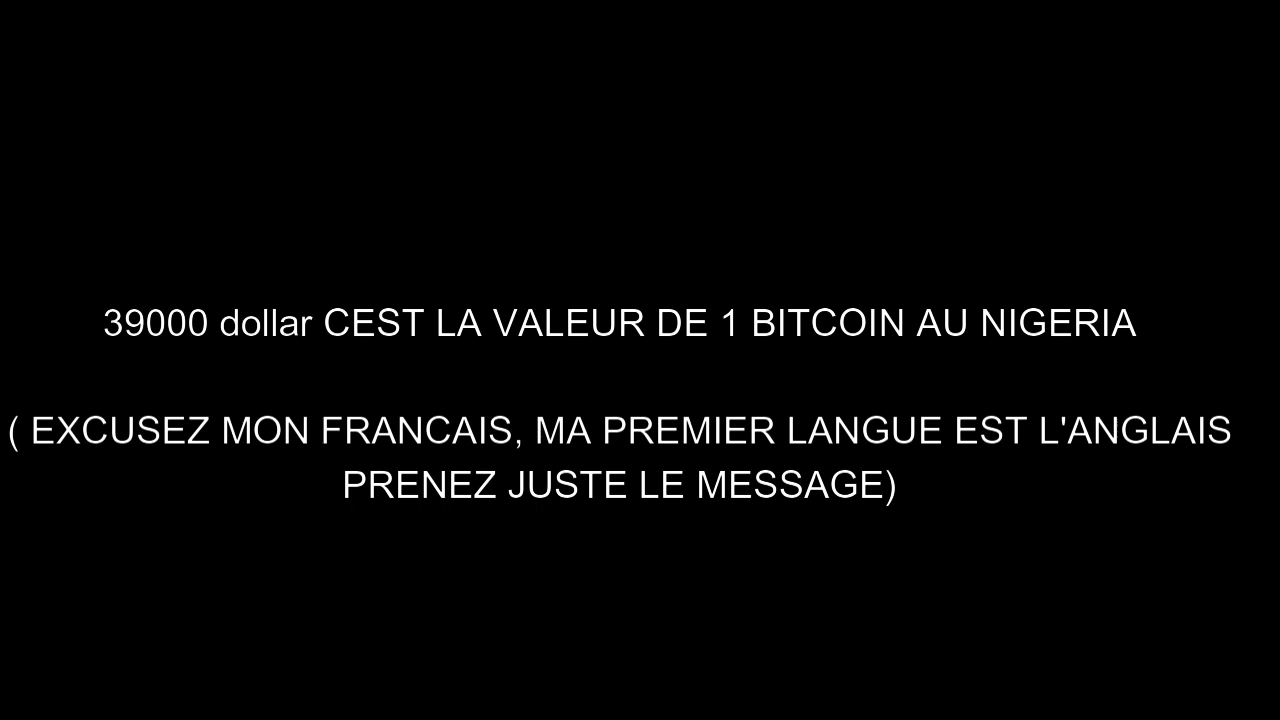 39000 dollar CEST LA VALEUR DE 1 BITCOIN AU NIGERIA
( EXCUSEZ MON FRANCAIS, MA PREMIER LANGUE EST L'ANGLAIS
PRENEZ JUSTE LE MESSAGE)